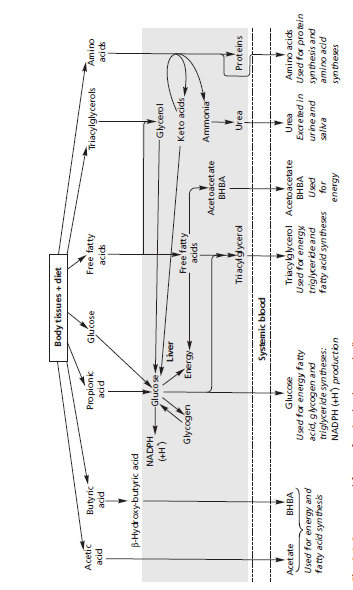 Body tissues + diet
Acetic
acid
Butyric
acid
Propionic
acid
Glucose
Free fatty
acids
Triacylglycerols
Amino
acids
β-Hydroxy-butyric acid
NADPH
(+H⁺)
Glucose
Glycogen
Liver
Energy
Free fatty
acids
Glycerol
Keto acids
Ammonia
Acetoacetate
BHBA
Triacylglycerol
Urea
Proteins
Systemic blood
Acetate
BHBA
Used for energy and
fatty acid synthesis
Glucose
Used for energy fatty
acid, glycogen and
triglyceride syntheses:
NADPH (+H⁺) production
Triacylglycerol
Used for energy,
triglyceride and
fatty acid syntheses
Acetoacetate
BHBA
Used
for
energy
Urea
Excreted in
urine and
saliva
Amino acids
Used for protein
synthesis and
amino acid
syntheses